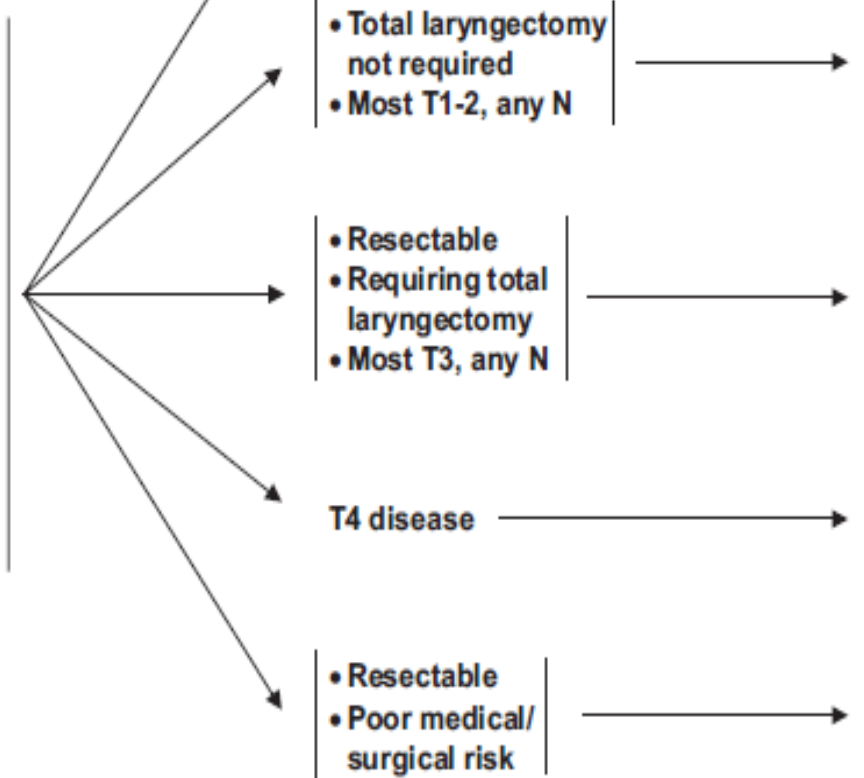 • Total laryngectomy
not required
• Most T1-2, any N
• Resectable
• Requiring total
laryngectomy
• Most T3, any N
T4 disease
• Resectable
• Poor medical/
surgical risk